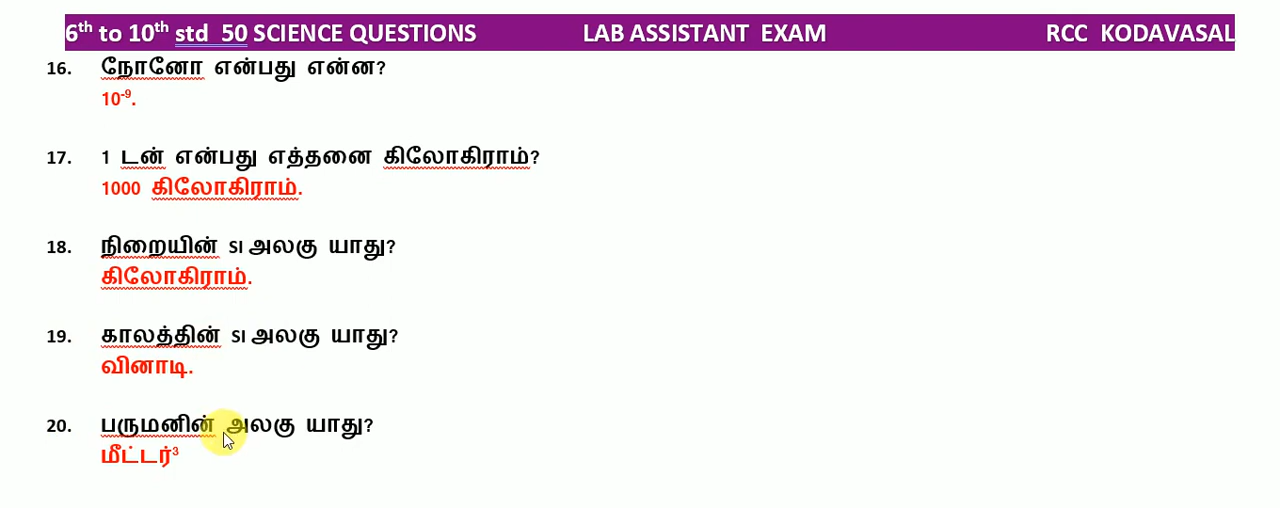 6th to 10th std 50 SCIENCE QUESTIONS LAB ASSISTANT EXAM RCC KODAVASAL
16. நேனோ என்பது என்ன?
10⁻⁹.
17. 1 டன் என்பது எத்தனை கிலோகிராம்?
1000 கிலோகிராம்.
18. நிறையின் SI அலகு யாது?
கிலோகிராம்.
19. காலத்தின் SI அலகு யாது?
வினாடி.
20. பருமனின் அலகு யாது?
மீட்டர்³